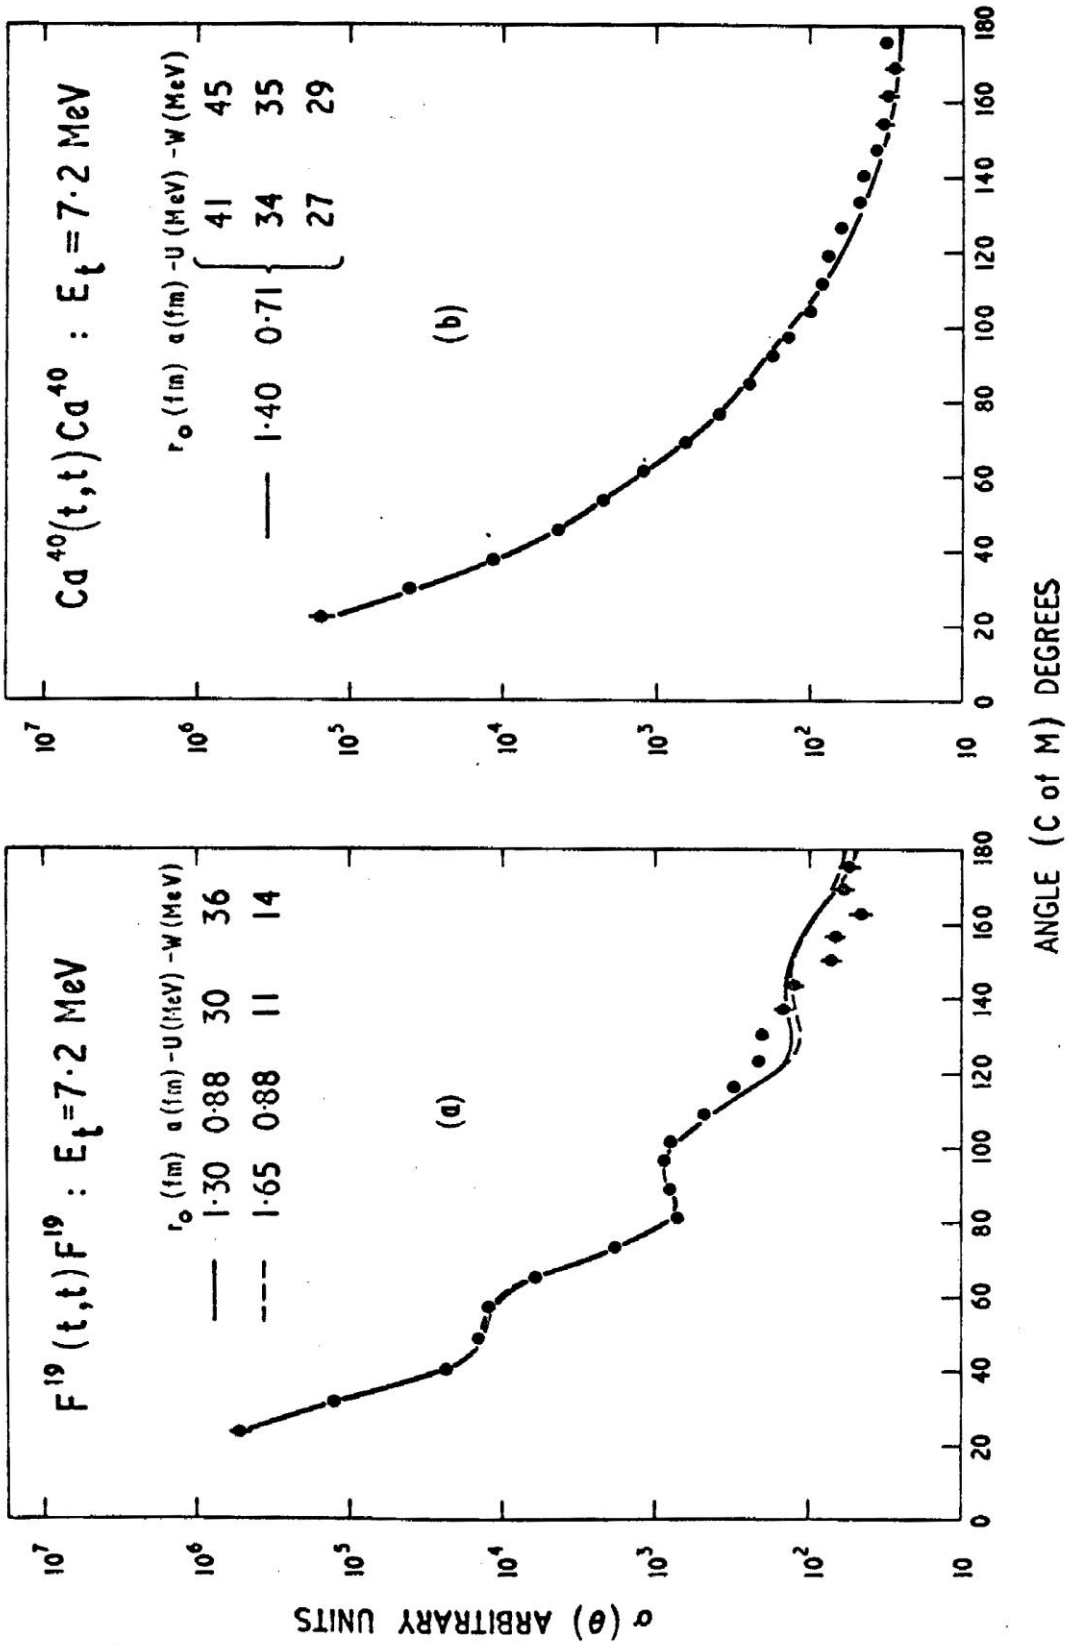 F¹⁹ (t,t)F¹⁹ : Eₜ=7·2 MeV
r₀(fm) a(fm) -U(MeV) -W(MeV)
1·30 0·88 30 36
1·65 0·88 11 14
(a)
10⁷
10⁶
10⁵
10⁴
10³
10²
10
0 20 40 60 80 100 120 140 160 180
σ(θ) ARBITRARY UNITS
Ca⁴⁰(t,t)Ca⁴⁰ : Eₜ=7·2 MeV
r₀(fm) a(fm) -U(MeV) -W(MeV)
41 45
1·40 0·71 34 35
27 29
(b)
10⁷
10⁶
10⁵
10⁴
10³
10²
10
0 20 40 60 80 100 120 140 160 180
ANGLE (C of M) DEGREES